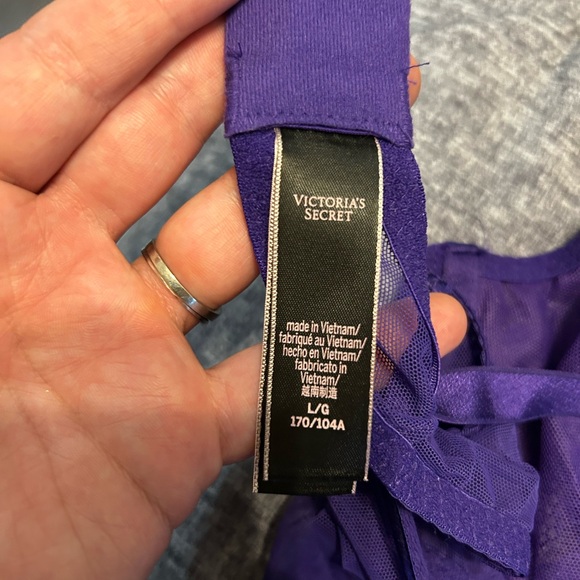 VICTORIA'S
SECRET
made in Vietnam/
fabriqué au Vietnam/
hecho en Vietnam/
fabbricato in
Vietnam/
越南制造
L/G
170/104A